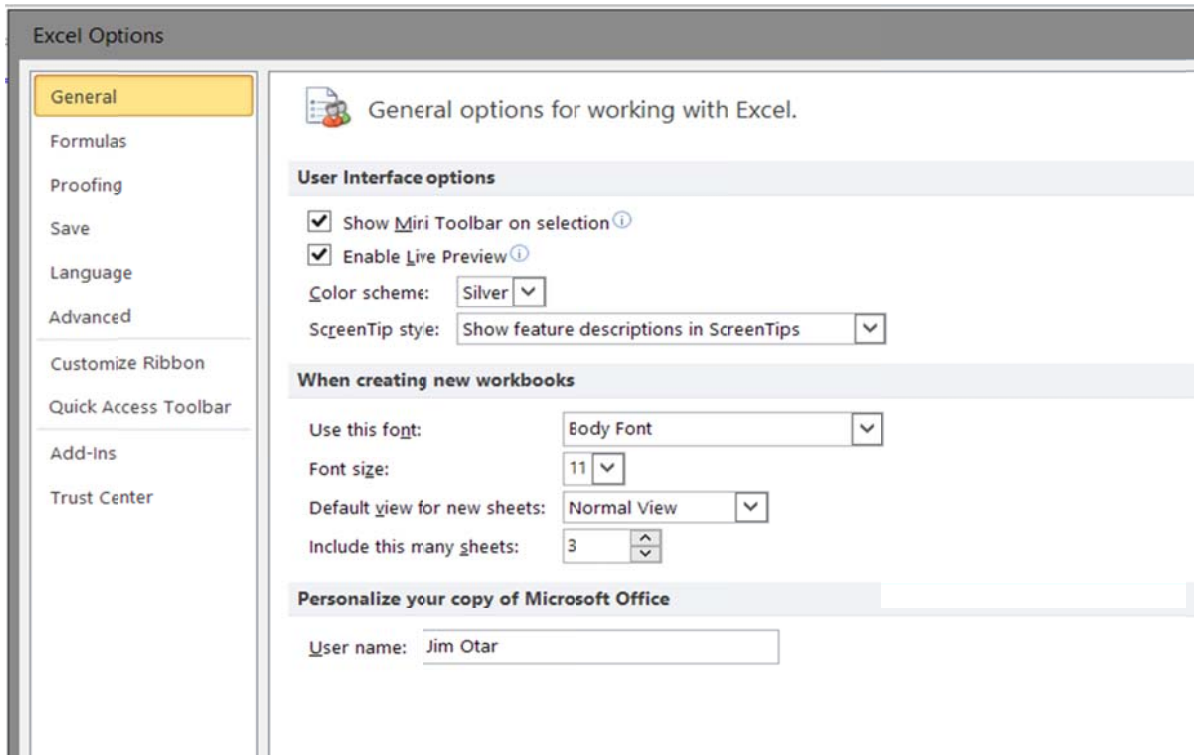 Excel Options
General
Formulas
Proofing
Save
Language
Advanced
Customize Ribbon
Quick Access Toolbar
Add-Ins
Trust Center
General options for working with Excel.
User Interface options
Show Miri Toolbar on selection
Enable Live Preview
Color scheme: Silver
ScreenTip style: Show feature descriptions in ScreenTips
When creating new workbooks
Use this font: Body Font
Font size: 11
Default view for new sheets: Normal View
Include this many sheets: 3
Personalize your copy of Microsoft Office
User name: Jim Otar